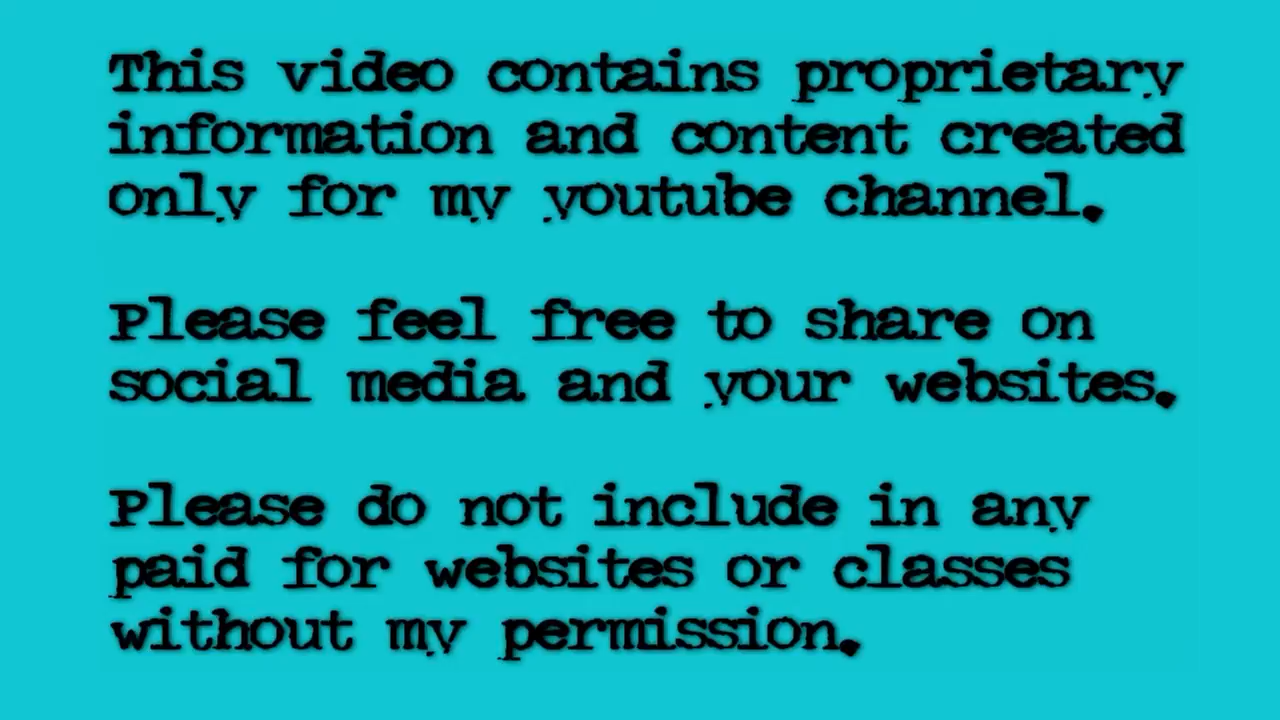 This video contains proprietary
information and content created
only for my youtube channel.
Please feel free to share on
social media and your websites.
Please do not include in any
paid for websites or classes
without my permission.